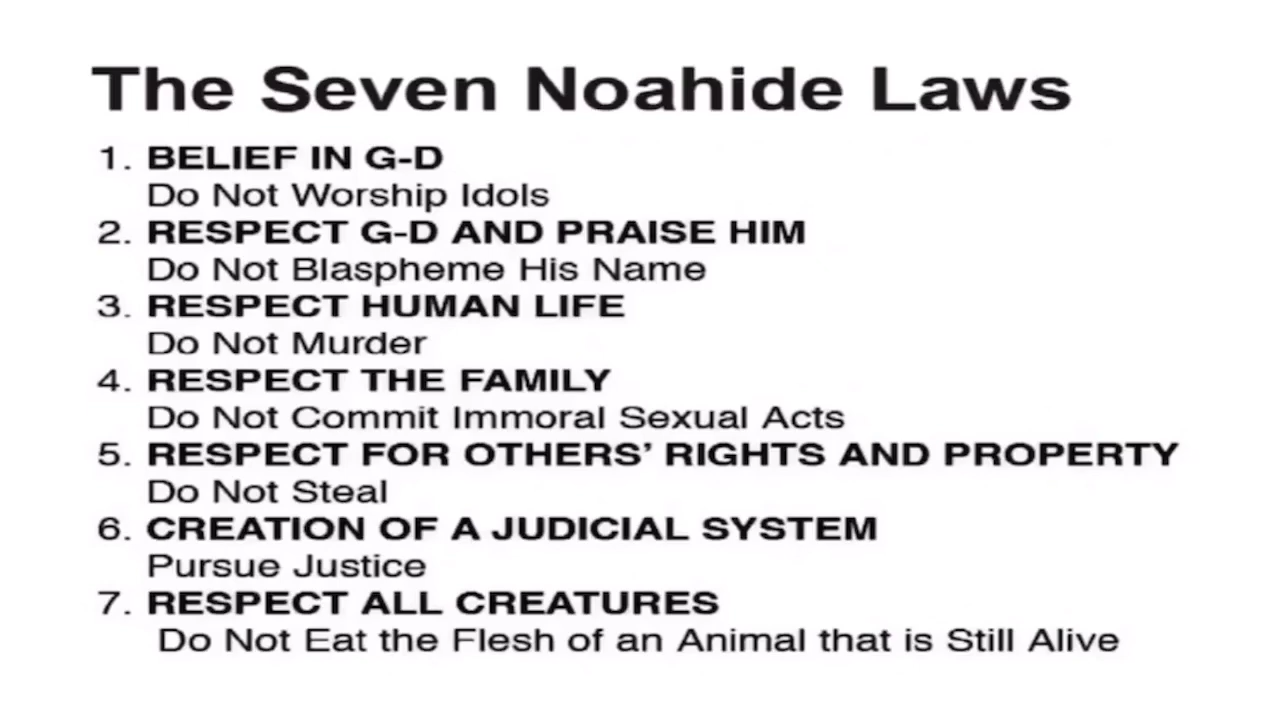 The Seven Noahide Laws
1. BELIEF IN G-D
Do Not Worship Idols
2. RESPECT G-D AND PRAISE HIM
Do Not Blaspheme His Name
3. RESPECT HUMAN LIFE
Do Not Murder
4. RESPECT THE FAMILY
Do Not Commit Immoral Sexual Acts
5. RESPECT FOR OTHERS’ RIGHTS AND PROPERTY
Do Not Steal
6. CREATION OF A JUDICIAL SYSTEM
Pursue Justice
7. RESPECT ALL CREATURES
Do Not Eat the Flesh of an Animal that is Still Alive